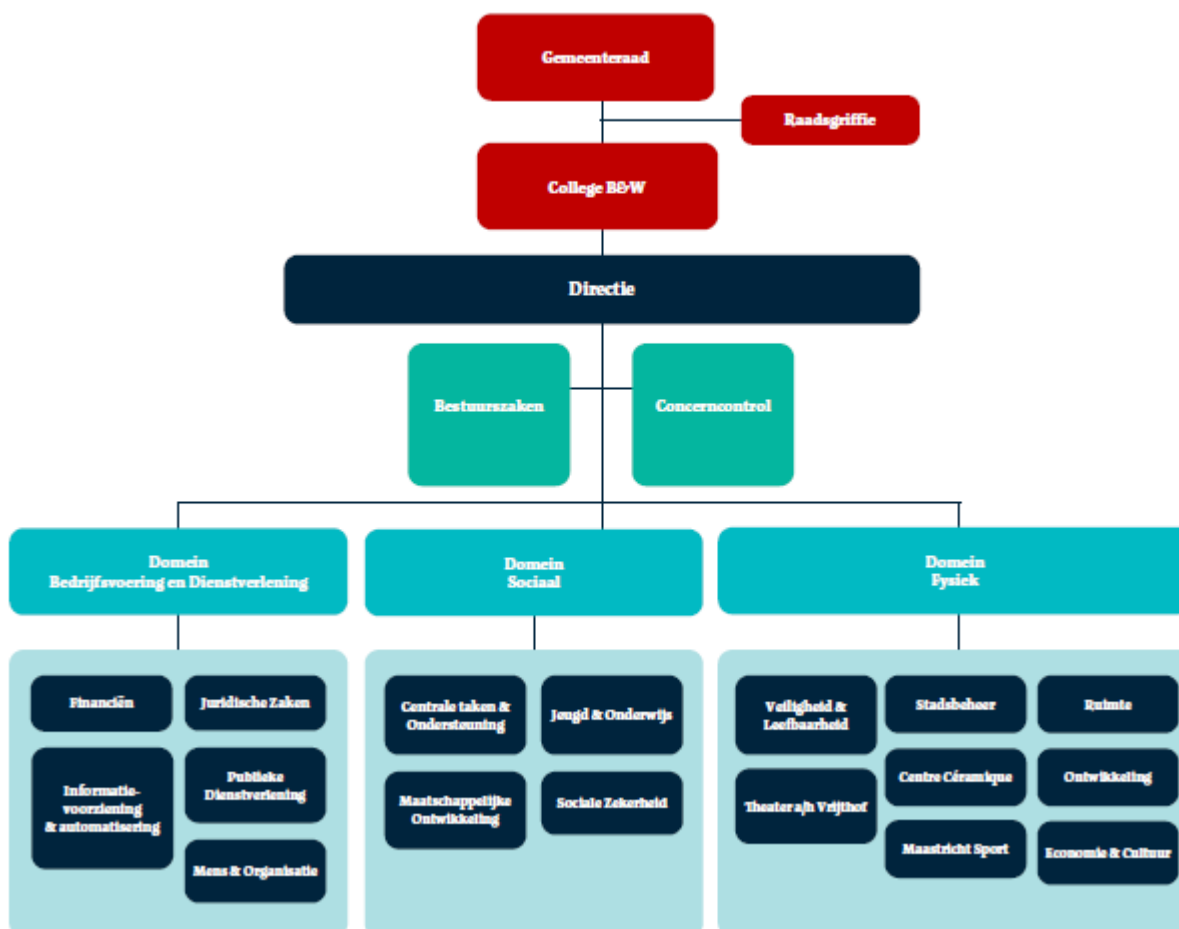 Gemeenteraad
Raadsgriffie
College B&W
Directie
Bestuurszaken
Concerncontrol
Domein
Bedrijfsvoering en Dienstverlening
Domein
Sociaal
Domein
Fysiek
Financiën
Juridische Zaken
Informatie-
voorziening
& automatisering
Publieke
Dienstverlening
Mens & Organisatie
Centrale taken &
Ondersteuning
Jeugd & Onderwijs
Maatschappelijke
Ontwikkeling
Sociale Zekerheid
Veiligheid &
Leefbaarheid
Stadsbeheer
Ruimte
Theater a/h Vrijthof
Centre Céramique
Ontwikkeling
Maastricht Sport
Economie & Cultuur